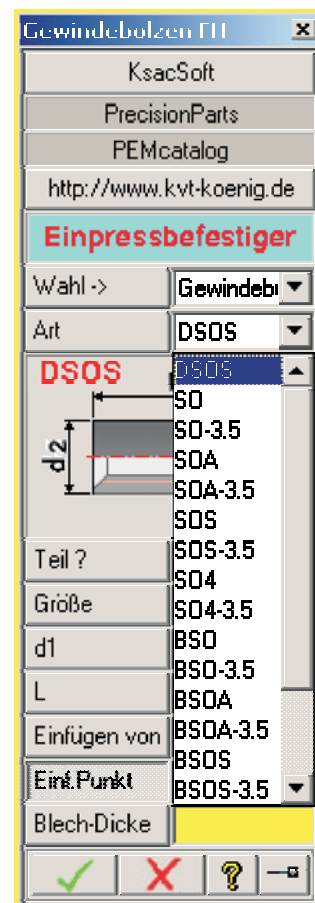 Gewindebolzen FH
KsacSoft
PrecisionParts
PEMcatalog
http://www.kvt-koenig.de
Einpressbefestiger
Wahl ->
Gewindeb
Art
DSOS
DSOS
d2
DSOS
SO
SO-3.5
SOA
SOA-3.5
SOS
SOS-3.5
SO4
SO4-3.5
BSO
BSO-3.5
BSOA
BSOA-3.5
BSOS
BSOS-3.5
Teil ?
Größe
d1
L
Einfügen von
Einf.Punkt
Blech-Dicke